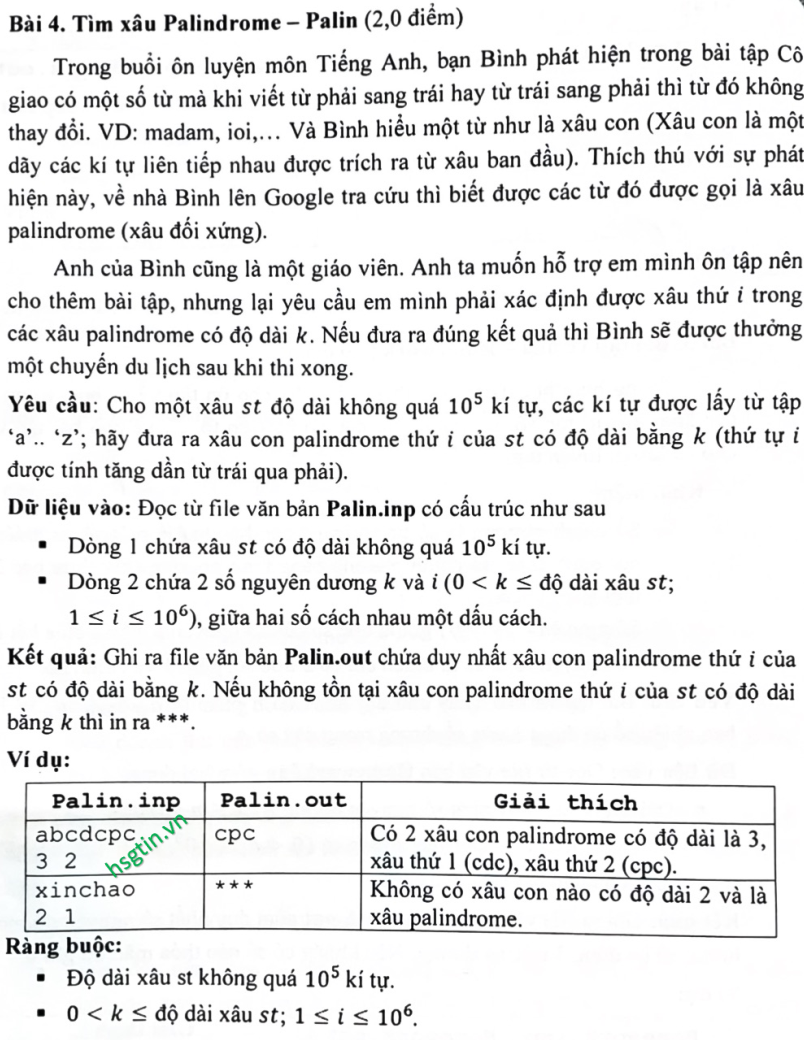 Bài 4. Tìm xâu Palindrome – Palin (2,0 điểm)
Trong buổi ôn luyện môn Tiếng Anh, bạn Bình phát hiện trong bài tập Cô
giao có một số từ mà khi viết từ phải sang trái hay từ trái sang phải thì từ đó không
thay đổi. VD: madam, ioi,… Và Bình hiểu một từ như là xâu con (Xâu con là một
dãy các kí tự liên tiếp nhau được trích ra từ xâu ban đầu). Thích thú với sự phát
hiện này, về nhà Bình lên Google tra cứu thì biết được các từ đó được gọi là xâu
palindrome (xâu đối xứng).
Anh của Bình cũng là một giáo viên. Anh ta muốn hỗ trợ em mình ôn tập nên
cho thêm bài tập, nhưng lại yêu cầu em mình phải xác định được xâu thứ i trong
các xâu palindrome có độ dài k. Nếu đưa ra đúng kết quả thì Bình sẽ được thưởng
một chuyến du lịch sau khi thi xong.
Yêu cầu: Cho một xâu st độ dài không quá 10⁵ kí tự, các kí tự được lấy từ tập
‘a’.. ‘z’; hãy đưa ra xâu con palindrome thứ i của st có độ dài bằng k (thứ tự i
được tính tăng dần từ trái qua phải).
Dữ liệu vào: Đọc từ file văn bản Palin.inp có cấu trúc như sau
▪ Dòng 1 chứa xâu st có độ dài không quá 10⁵ kí tự.
▪ Dòng 2 chứa 2 số nguyên dương k và i (0 < k ≤ độ dài xâu st;
1 ≤ i ≤ 10⁶), giữa hai số cách nhau một dấu cách.
Kết quả: Ghi ra file văn bản Palin.out chứa duy nhất xâu con palindrome thứ i của
st có độ dài bằng k. Nếu không tồn tại xâu con palindrome thứ i của st có độ dài
bằng k thì in ra ***.
Ví dụ:
Palin.inp Palin.out Giải thích
abcdcpc cpc Có 2 xâu con palindrome có độ dài là 3,
3 2 hsgtin.vn xâu thứ 1 (cdc), xâu thứ 2 (cpc).
xinchao *** Không có xâu con nào có độ dài 2 và là
2 1 xâu palindrome.
Ràng buộc:
▪ Độ dài xâu st không quá 10⁵ kí tự.
▪ 0 < k ≤ độ dài xâu st; 1 ≤ i ≤ 10⁶.